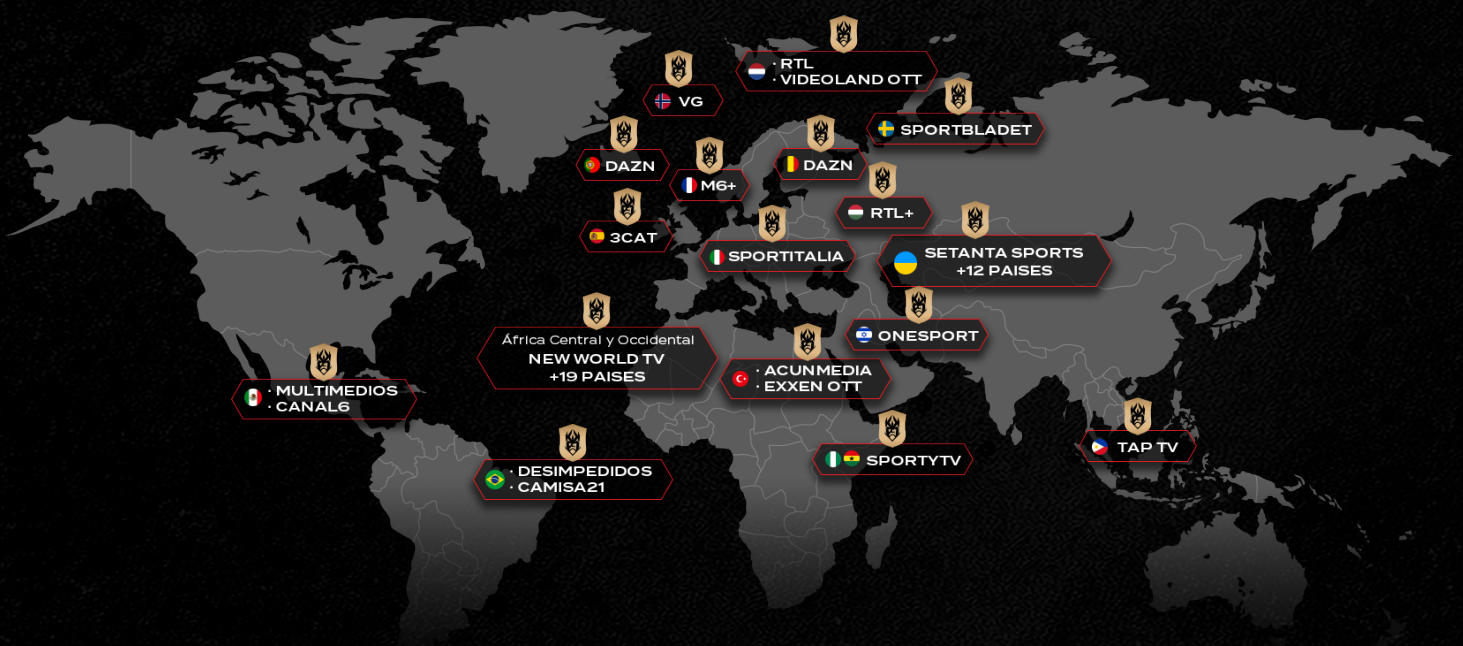 · RTL
· VIDEOLAND OTT
VG
SPORTBLADET
DAZN
M6+
DAZN
RTL+
3CAT
SPORTITALIA
SETANTA SPORTS
+12 PAISES
África Central y Occidental
NEW WORLD TV
+19 PAISES
ONESPORT
· ACUNMEDIA
· EXXEN OTT
· MULTIMEDIOS
· CANAL6
· DESIMPEDIDOS
· CAMISA21
SPORTYTV
TAP TV